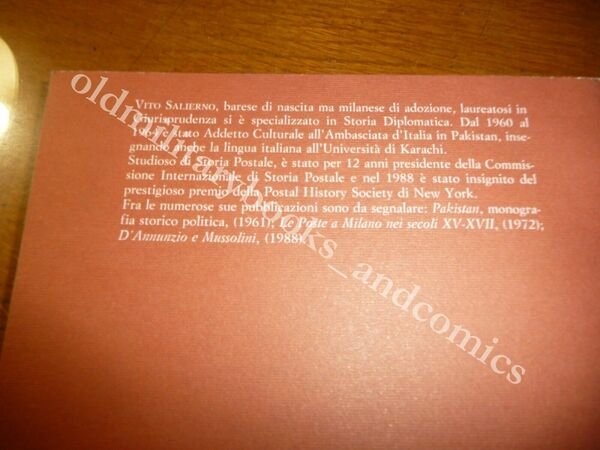 VITO SALIERNO, barese di nascita ma milanese di adozione, laureatosi in
Giurisprudenza si è specializzato in Storia Diplomatica. Dal 1960 al
stato Addetto Culturale all'Ambasciata d'Italia in Pakistan, inse-
gnando anche la lingua italiana all'Università di Karachi.
Studioso di Storia Postale, è stato per 12 anni presidente della Commis-
sione Internazionale di Storia Postale e nel 1988 è stato insignito del
prestigioso premio della Postal History Society di New York.
Fra le numerose sue pubblicazioni sono da segnalare: Pakistan, monogra-
fia storico politica, (1961); Le Poste a Milano nei secoli XV-XVII, (1972);
D'Annunzio e Mussolini, (1988).
oldmilitarybooks_andcomics